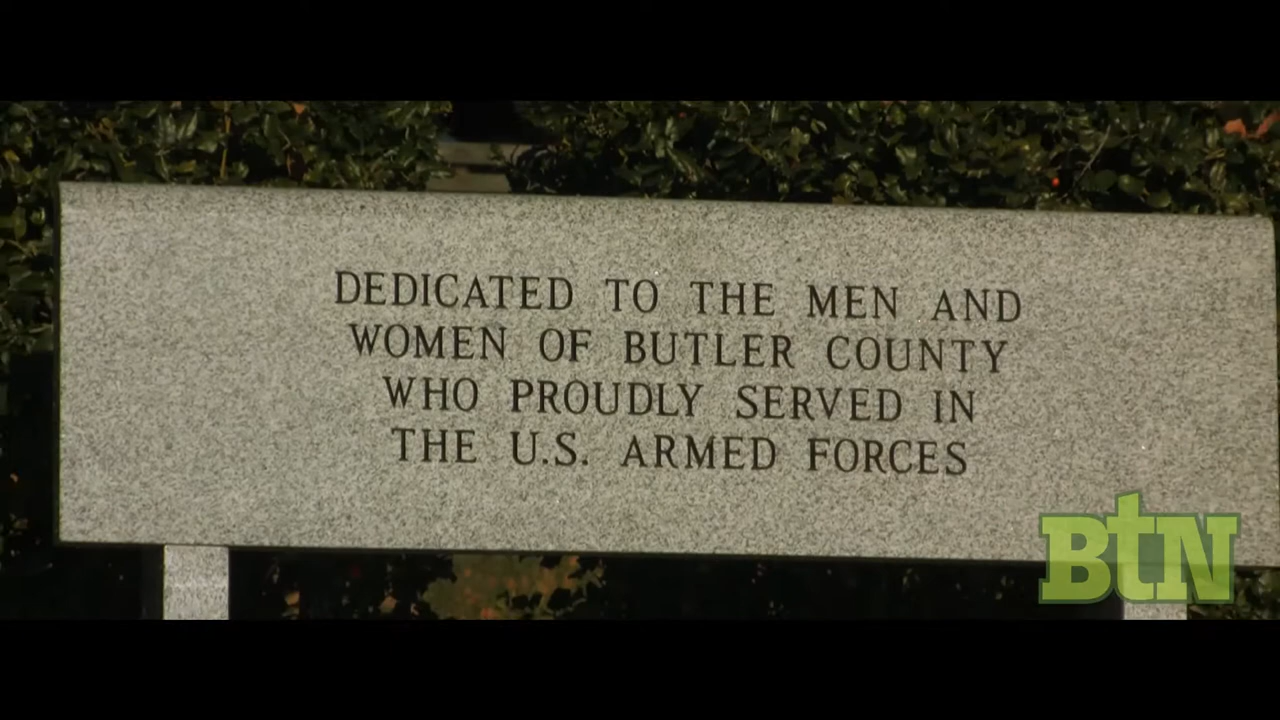 DEDICATED TO THE MEN AND
WOMEN OF BUTLER COUNTY
WHO PROUDLY SERVED IN
THE U.S. ARMED FORCES
BtN